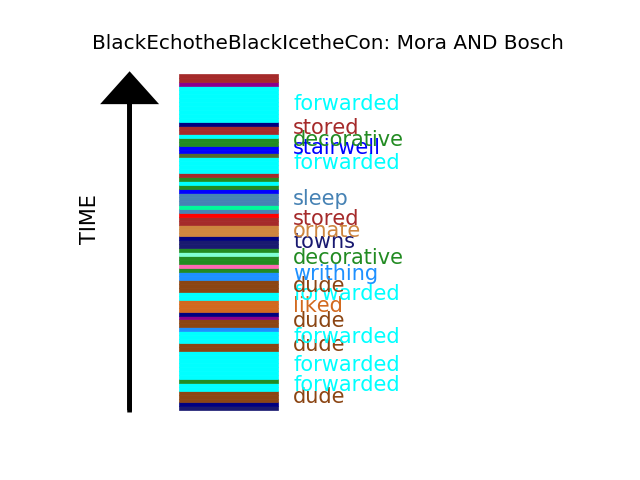 BlackEchotheBlackIcetheCon: Mora AND Bosch
forwarded
stored
decorative
stairwell
forwarded
sleep
stored
ornate
towns
decorative
writhing
dude
forwarded
liked
dude
forwarded
dude
forwarded
forwarded
dude
TIME